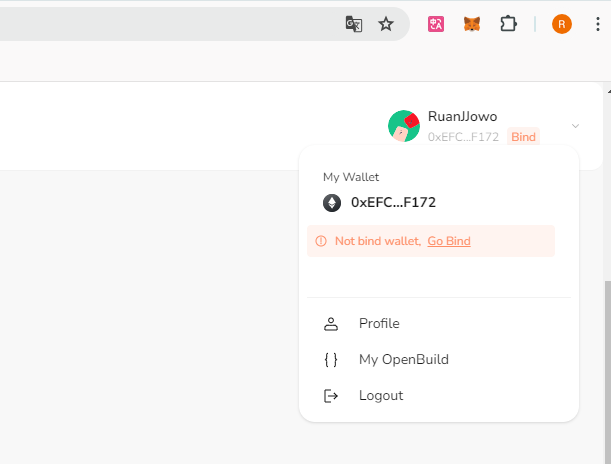 R
RuanJJowo
0xEFC...F172 Bind
My Wallet
0xEFC...F172
Not bind wallet, Go Bind
Profile
My OpenBuild
Logout